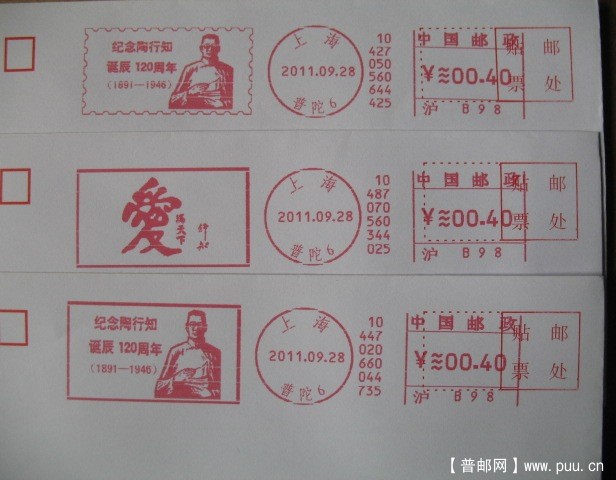 纪念陶行知
诞辰 120周年
(1891—1946)
上海
2011.09.28
普陀6
10
427
050
560
644
425
中国邮政
¥≈00.40
沪 B98
贴 邮
票 处
愛
满天下
行知
上海
2011.09.28
普陀6
10
487
070
560
344
025
中国邮政
¥≈00.40
沪 B98
贴 邮
票 处
纪念陶行知
诞辰 120周年
(1891—1946)
上海
2011.09.28
普陀6
10
447
020
660
044
735
中国邮政
¥≈00.40
沪 B98
贴 邮
票 处
【普邮网】www.puu.cn